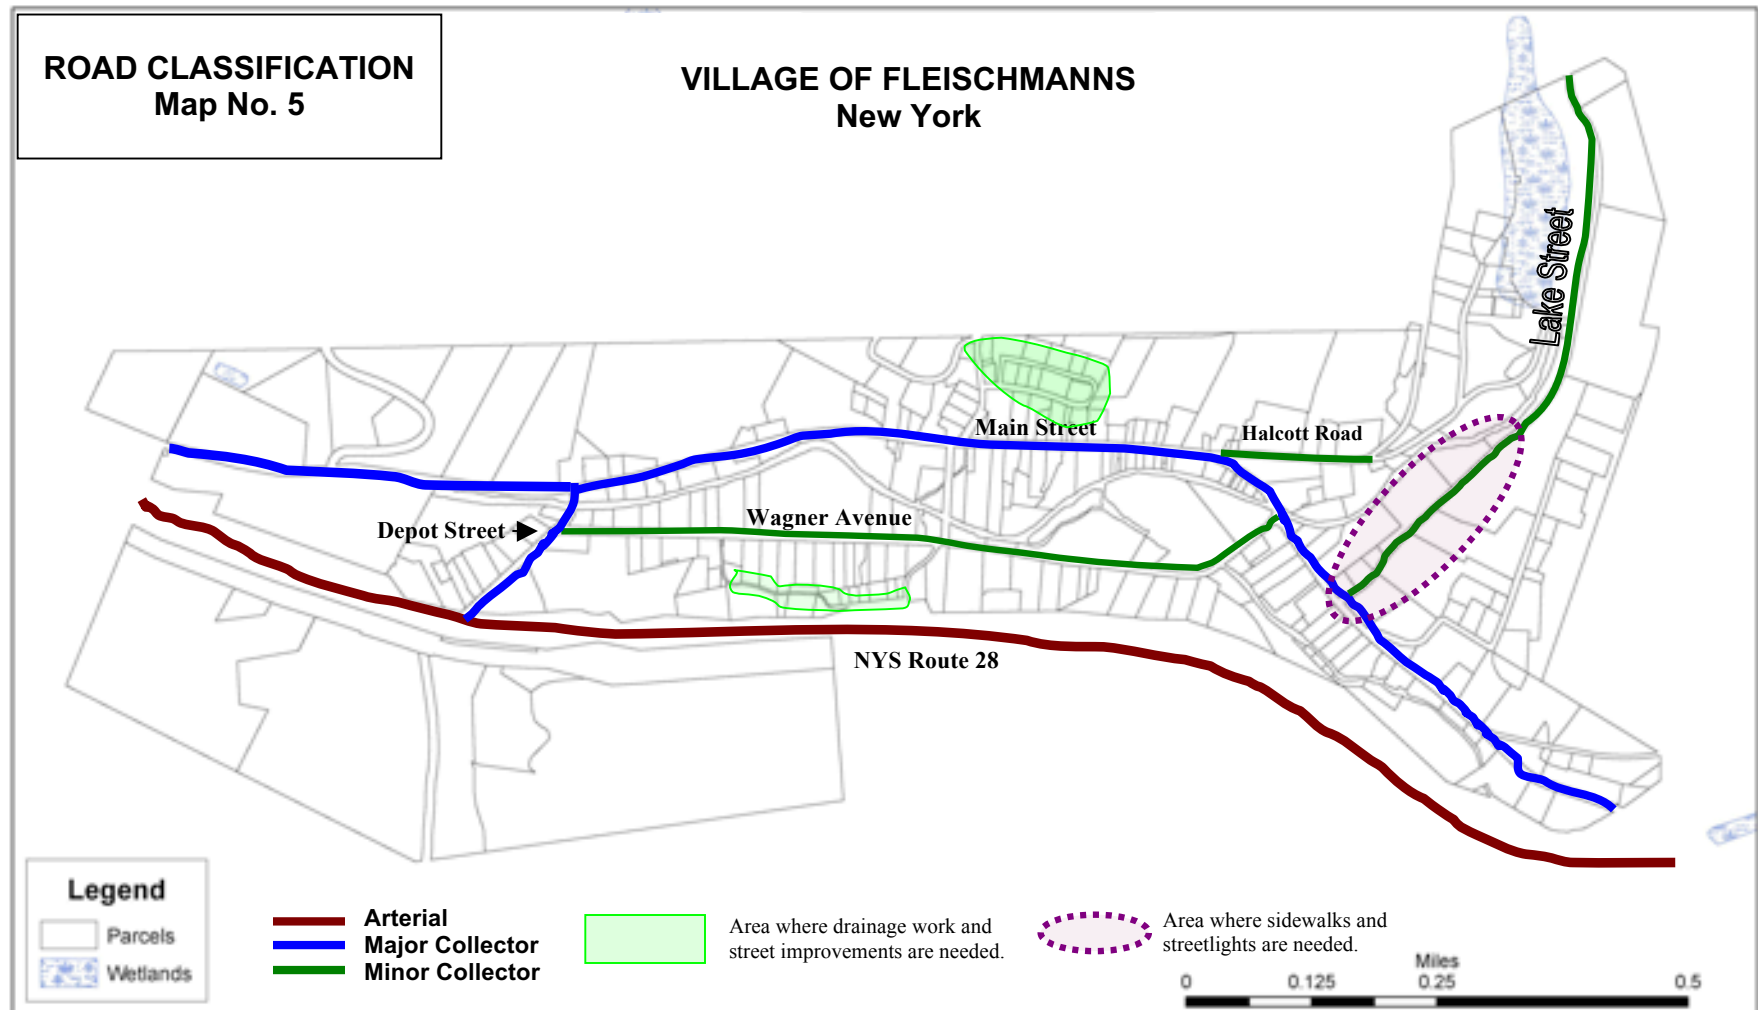 ROAD CLASSIFICATION
Map No. 5
VILLAGE OF FLEISCHMANNS
New York
Lake Street
Main Street
Halcott Road
Wagner Avenue
Depot Street
NYS Route 28
Legend
Parcels
Wetlands
Arterial
Major Collector
Minor Collector
Area where drainage work and
street improvements are needed.
Area where sidewalks and
streetlights are needed.
Miles
0 0.125 0.25 0.5